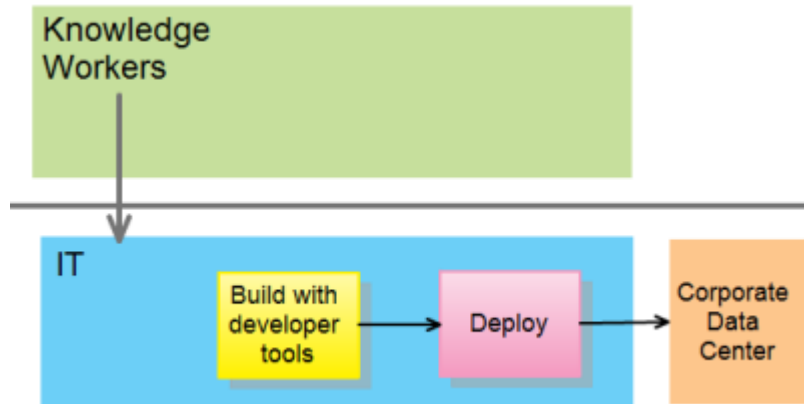 Knowledge
Workers
IT
Build with
developer
tools
Deploy
Corporate
Data
Center